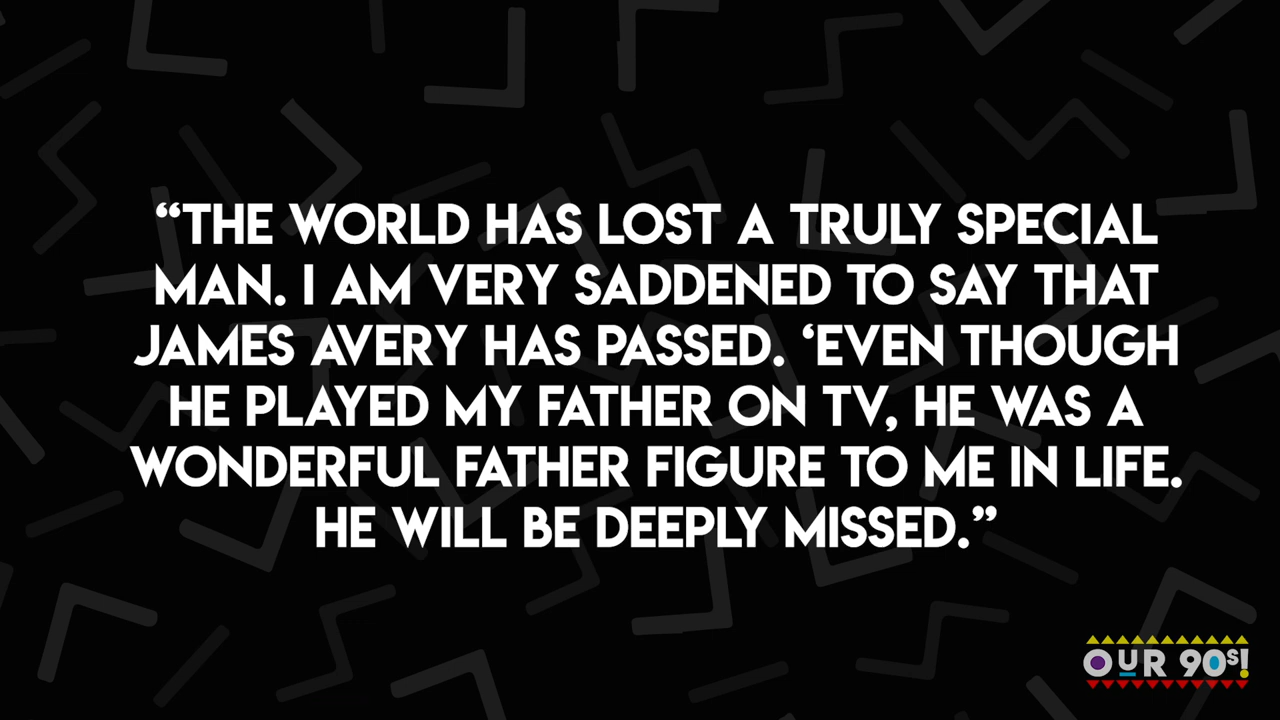 “THE WORLD HAS LOST A TRULY SPECIAL
MAN. I AM VERY SADDENED TO SAY THAT
JAMES AVERY HAS PASSED. ‘EVEN THOUGH
HE PLAYED MY FATHER ON TV, HE WAS A
WONDERFUL FATHER FIGURE TO ME IN LIFE.
HE WILL BE DEEPLY MISSED.”
OUR 90s!